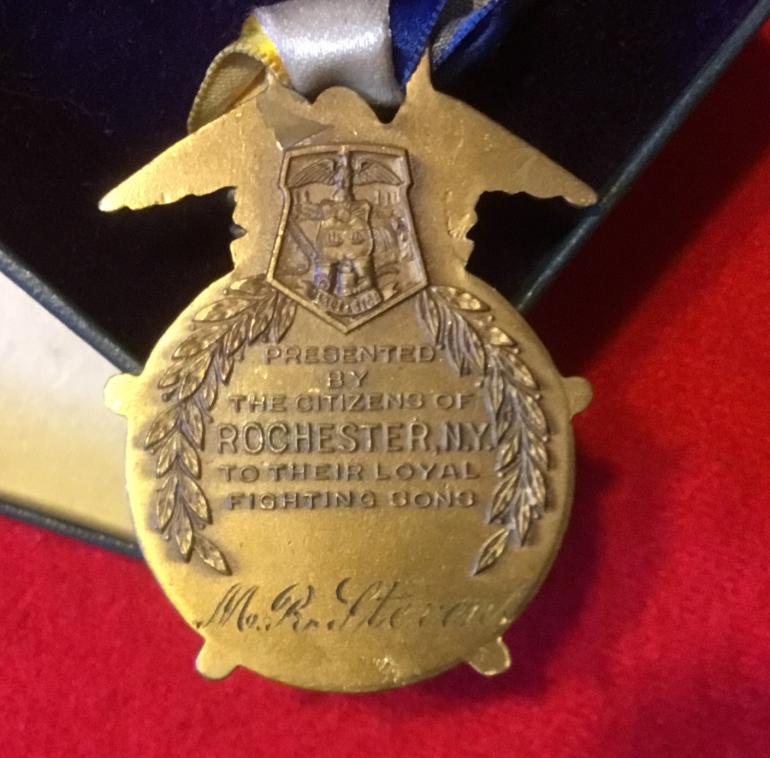 PRESENTED
BY
THE CITIZENS OF
ROCHESTER, N.Y.
TO THEIR LOYAL
FIGHTING SONS
M. R. Stevens